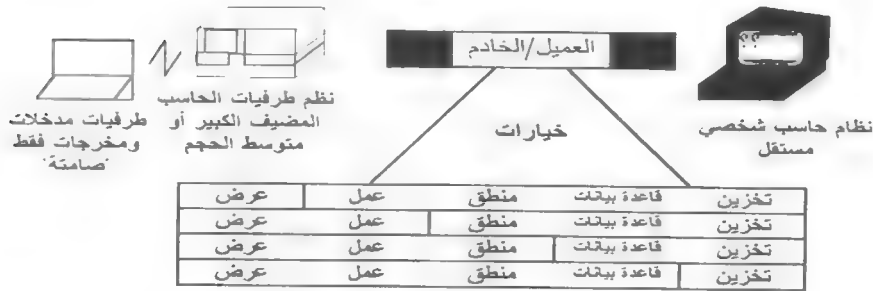 العميل/الخادم
نظام حاسب شخصي
مستقل
خيارات
نظم طرفيات الحاسب
المضيف الكبير أو
متوسط الحجم
طرفيات مدخلات
ومخرجات فقط
"صامتة"
تخزين قاعدة بيانات منطق عمل عرض
تخزين قاعدة بيانات منطق عمل عرض
تخزين قاعدة بيانات منطق عمل عرض
تخزين قاعدة بيانات منطق عمل عرض